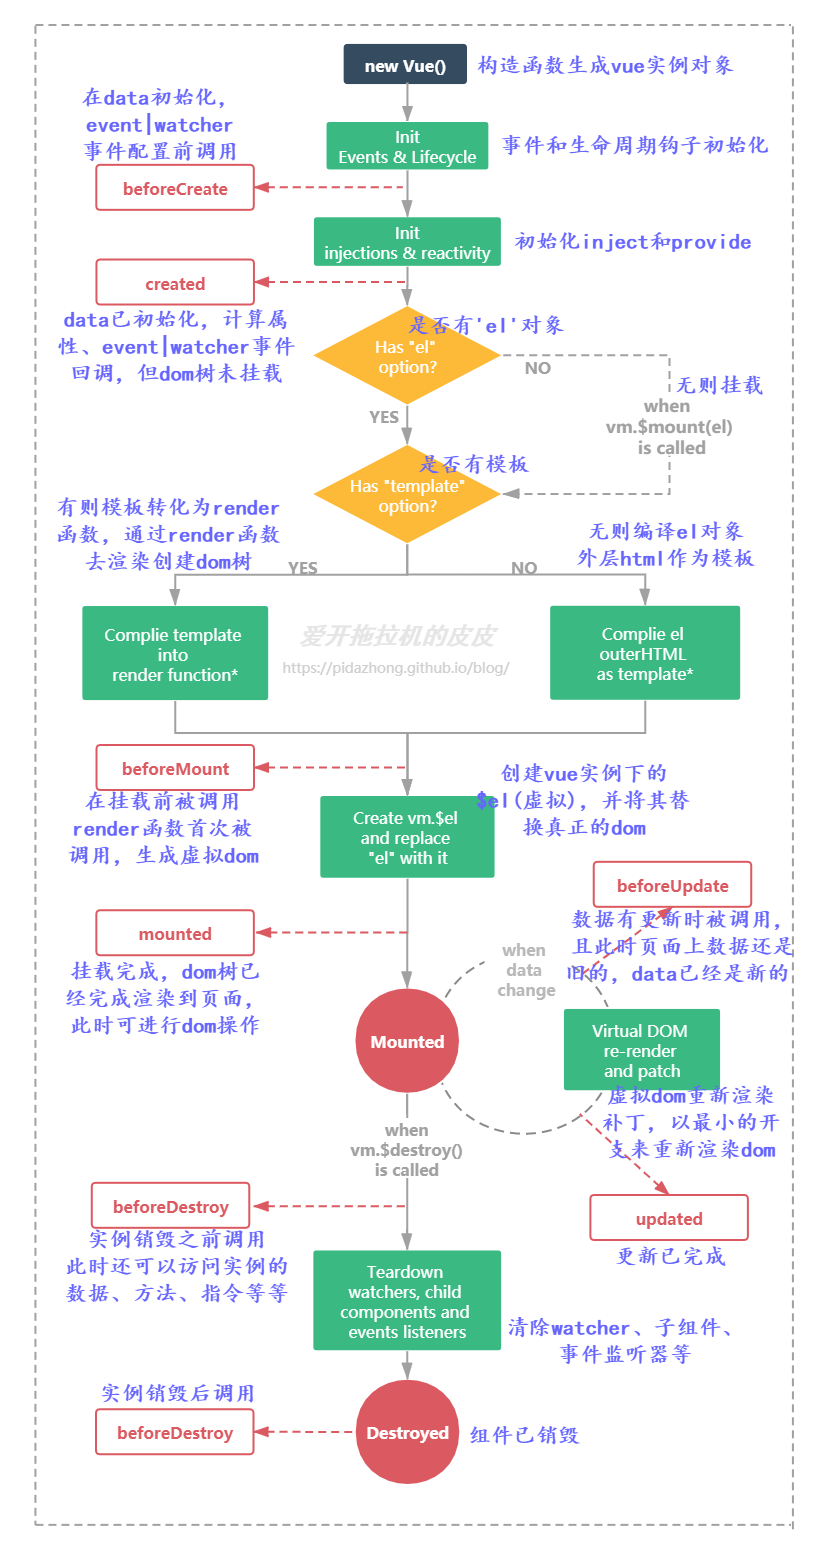 new Vue()
构造函数生成vue实例对象
在data初始化，
event|watcher
事件配置前调用
Init
Events & Lifecycle
事件和生命周期钩子初始化
beforeCreate
Init
injections & reactivity
初始化inject和provide
created
data已初始化，计算属
性、event|watcher事件
回调，但dom树未挂载
是否有'el'对象
Has "el"
option?
NO
无则挂载
when
vm.$mount(el)
is called
YES
是否有模板
Has "template"
option?
有则模板转化为render
函数，通过render函数
去渲染创建dom树
无则编译el对象
外层html作为模板
YES
NO
Complie template
into
render function*
爱开拖拉机的皮皮
https://pidazhong.github.io/blog/
Complie el
outerHTML
as template*
beforeMount
在挂载前被调用
render函数首次被
调用，生成虚拟dom
创建vue实例下的
$el(虚拟)，并将其替
换真正的dom
Create vm.$el
and replace
"el" with it
beforeUpdate
数据有更新时被调用，
且此时页面上数据还是
旧的，data已经是新的
mounted
挂载完成，dom树已
经完成渲染到页面，
此时可进行dom操作
when
data
change
Mounted
Virtual DOM
re-render
and patch
虚拟dom重新渲染
补丁，以最小的开
支来重新渲染dom
when
vm.$destroy()
is called
beforeDestroy
实例销毁之前调用
此时还可以访问实例的
数据、方法、指令等等
updated
更新已完成
Teardown
watchers, child
components and
events listeners
清除watcher、子组件、
事件监听器等
实例销毁后调用
beforeDestroy
Destroyed
组件已销毁